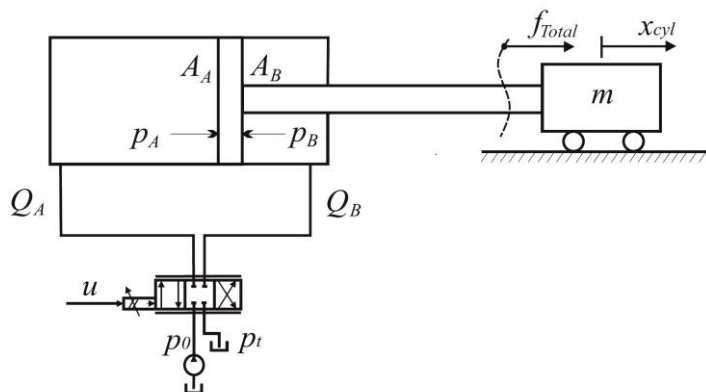 f_Total x_cyl
A_A A_B
m
p_A p_B
Q_A Q_B
u
p_0 p_t